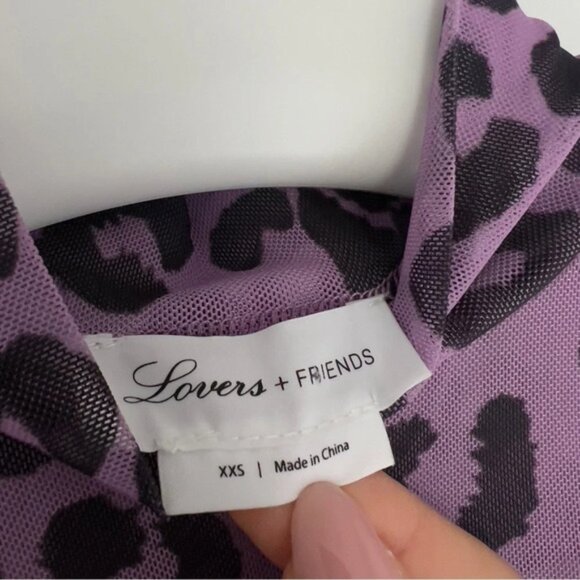 Lovers + FRIENDS
XXS | Made in China